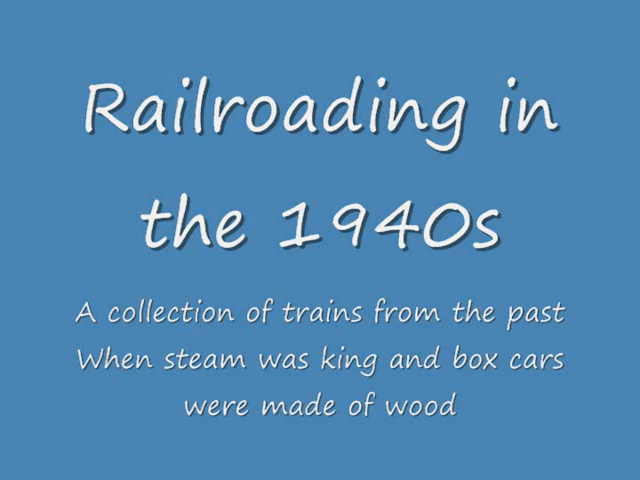 Railroading in
the 1940s
A collection of trains from the past
When steam was king and box cars
were made of wood